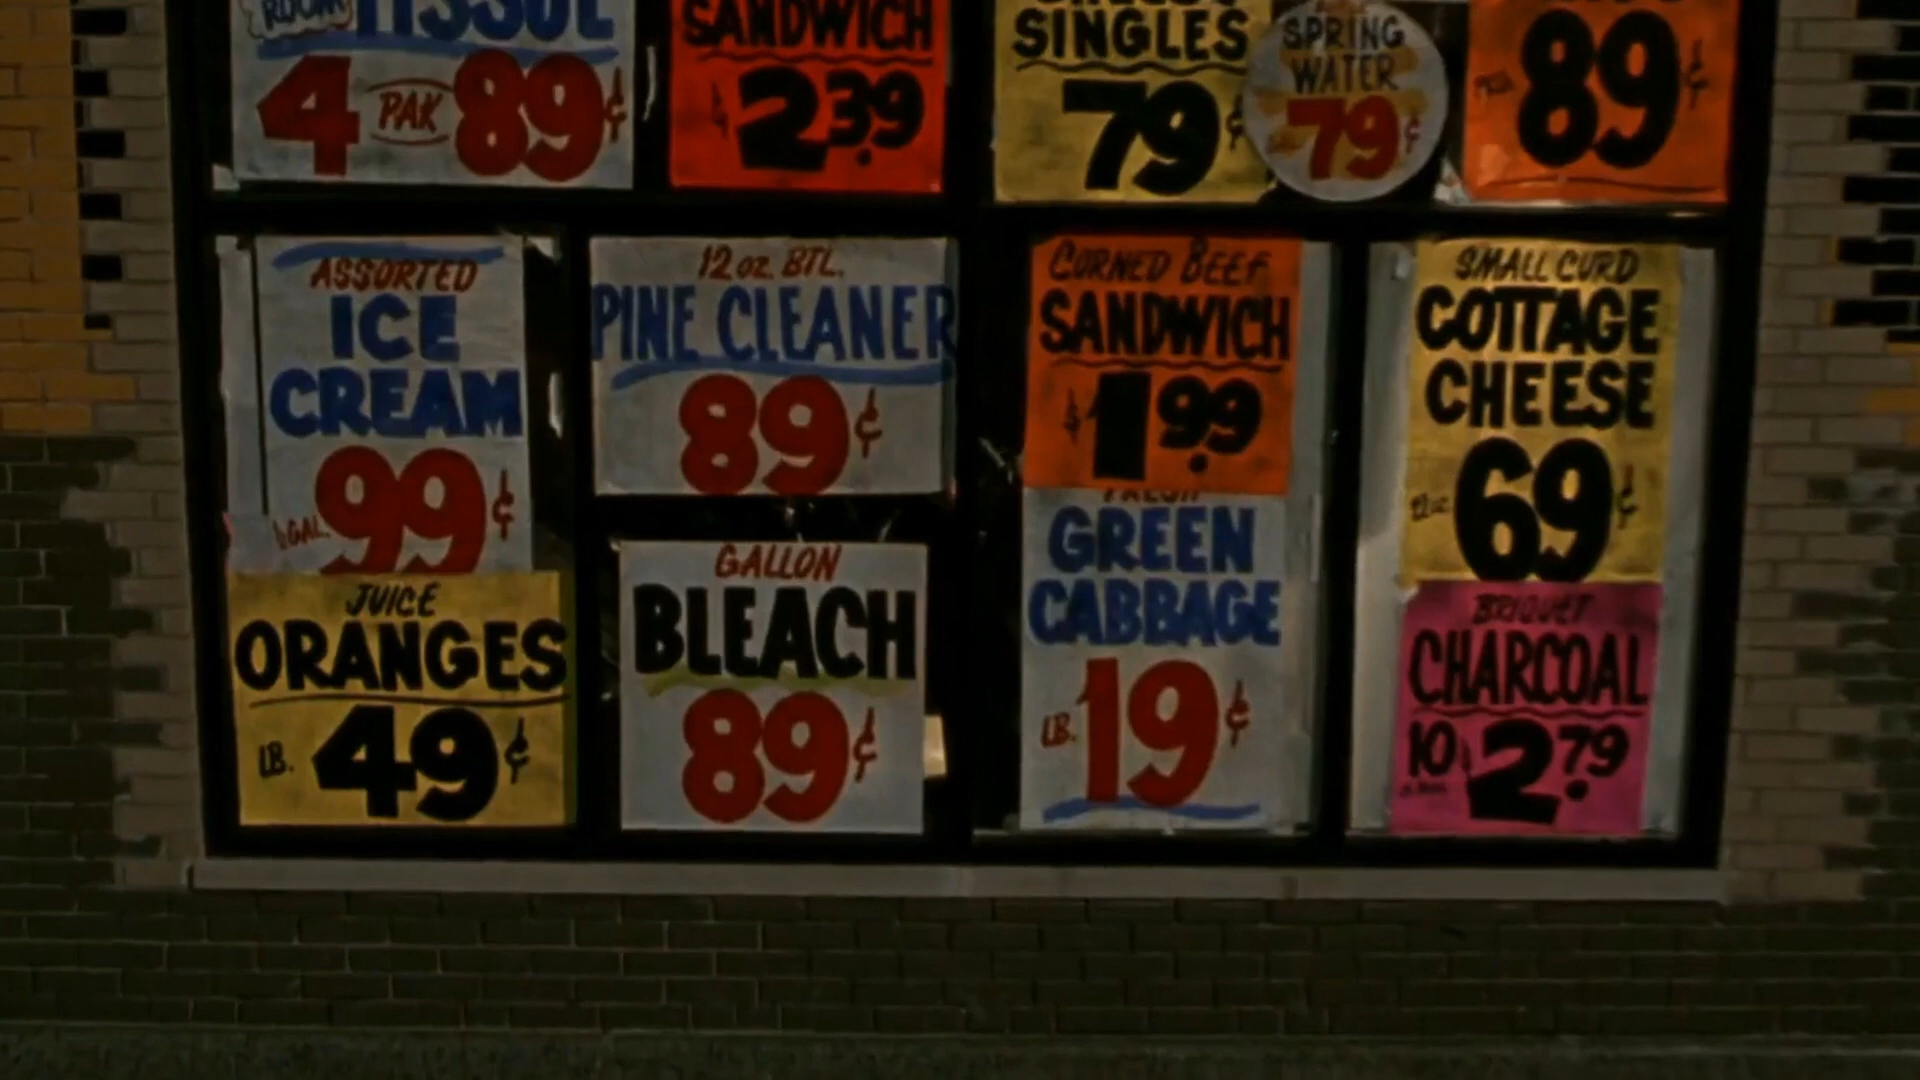 ROOM TISSUE
4 PAK 89¢
SANDWICH
$2.39
SINGLES
79¢
SPRING
WATER
79¢
89¢
ASSORTED
ICE
CREAM
GAL. 99¢
JUICE
ORANGES
LB. 49¢
12 oz. BTL.
PINE CLEANER
89¢
GALLON
BLEACH
89¢
CORNED BEEF
SANDWICH
$1.99
FRESH
GREEN
CABBAGE
LB. 19¢
SMALL CURD
COTTAGE
CHEESE
12 oz. 69¢
BRIQUET
CHARCOAL
10 2.79